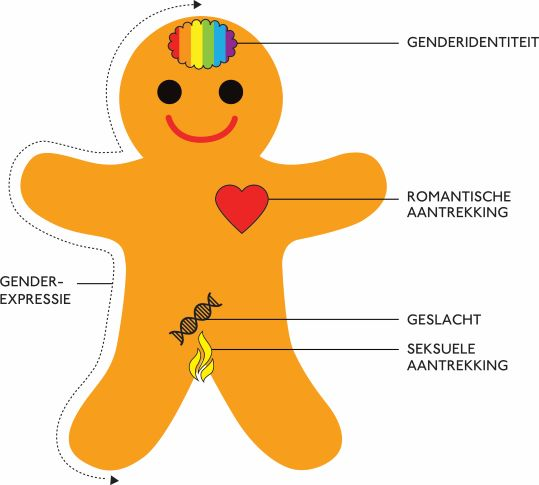 GENDERIDENTITEIT
ROMANTISCHE
AANTREKKING
GENDER-
EXPRESSIE
GESLACHT
SEKSUELE
AANTREKKING